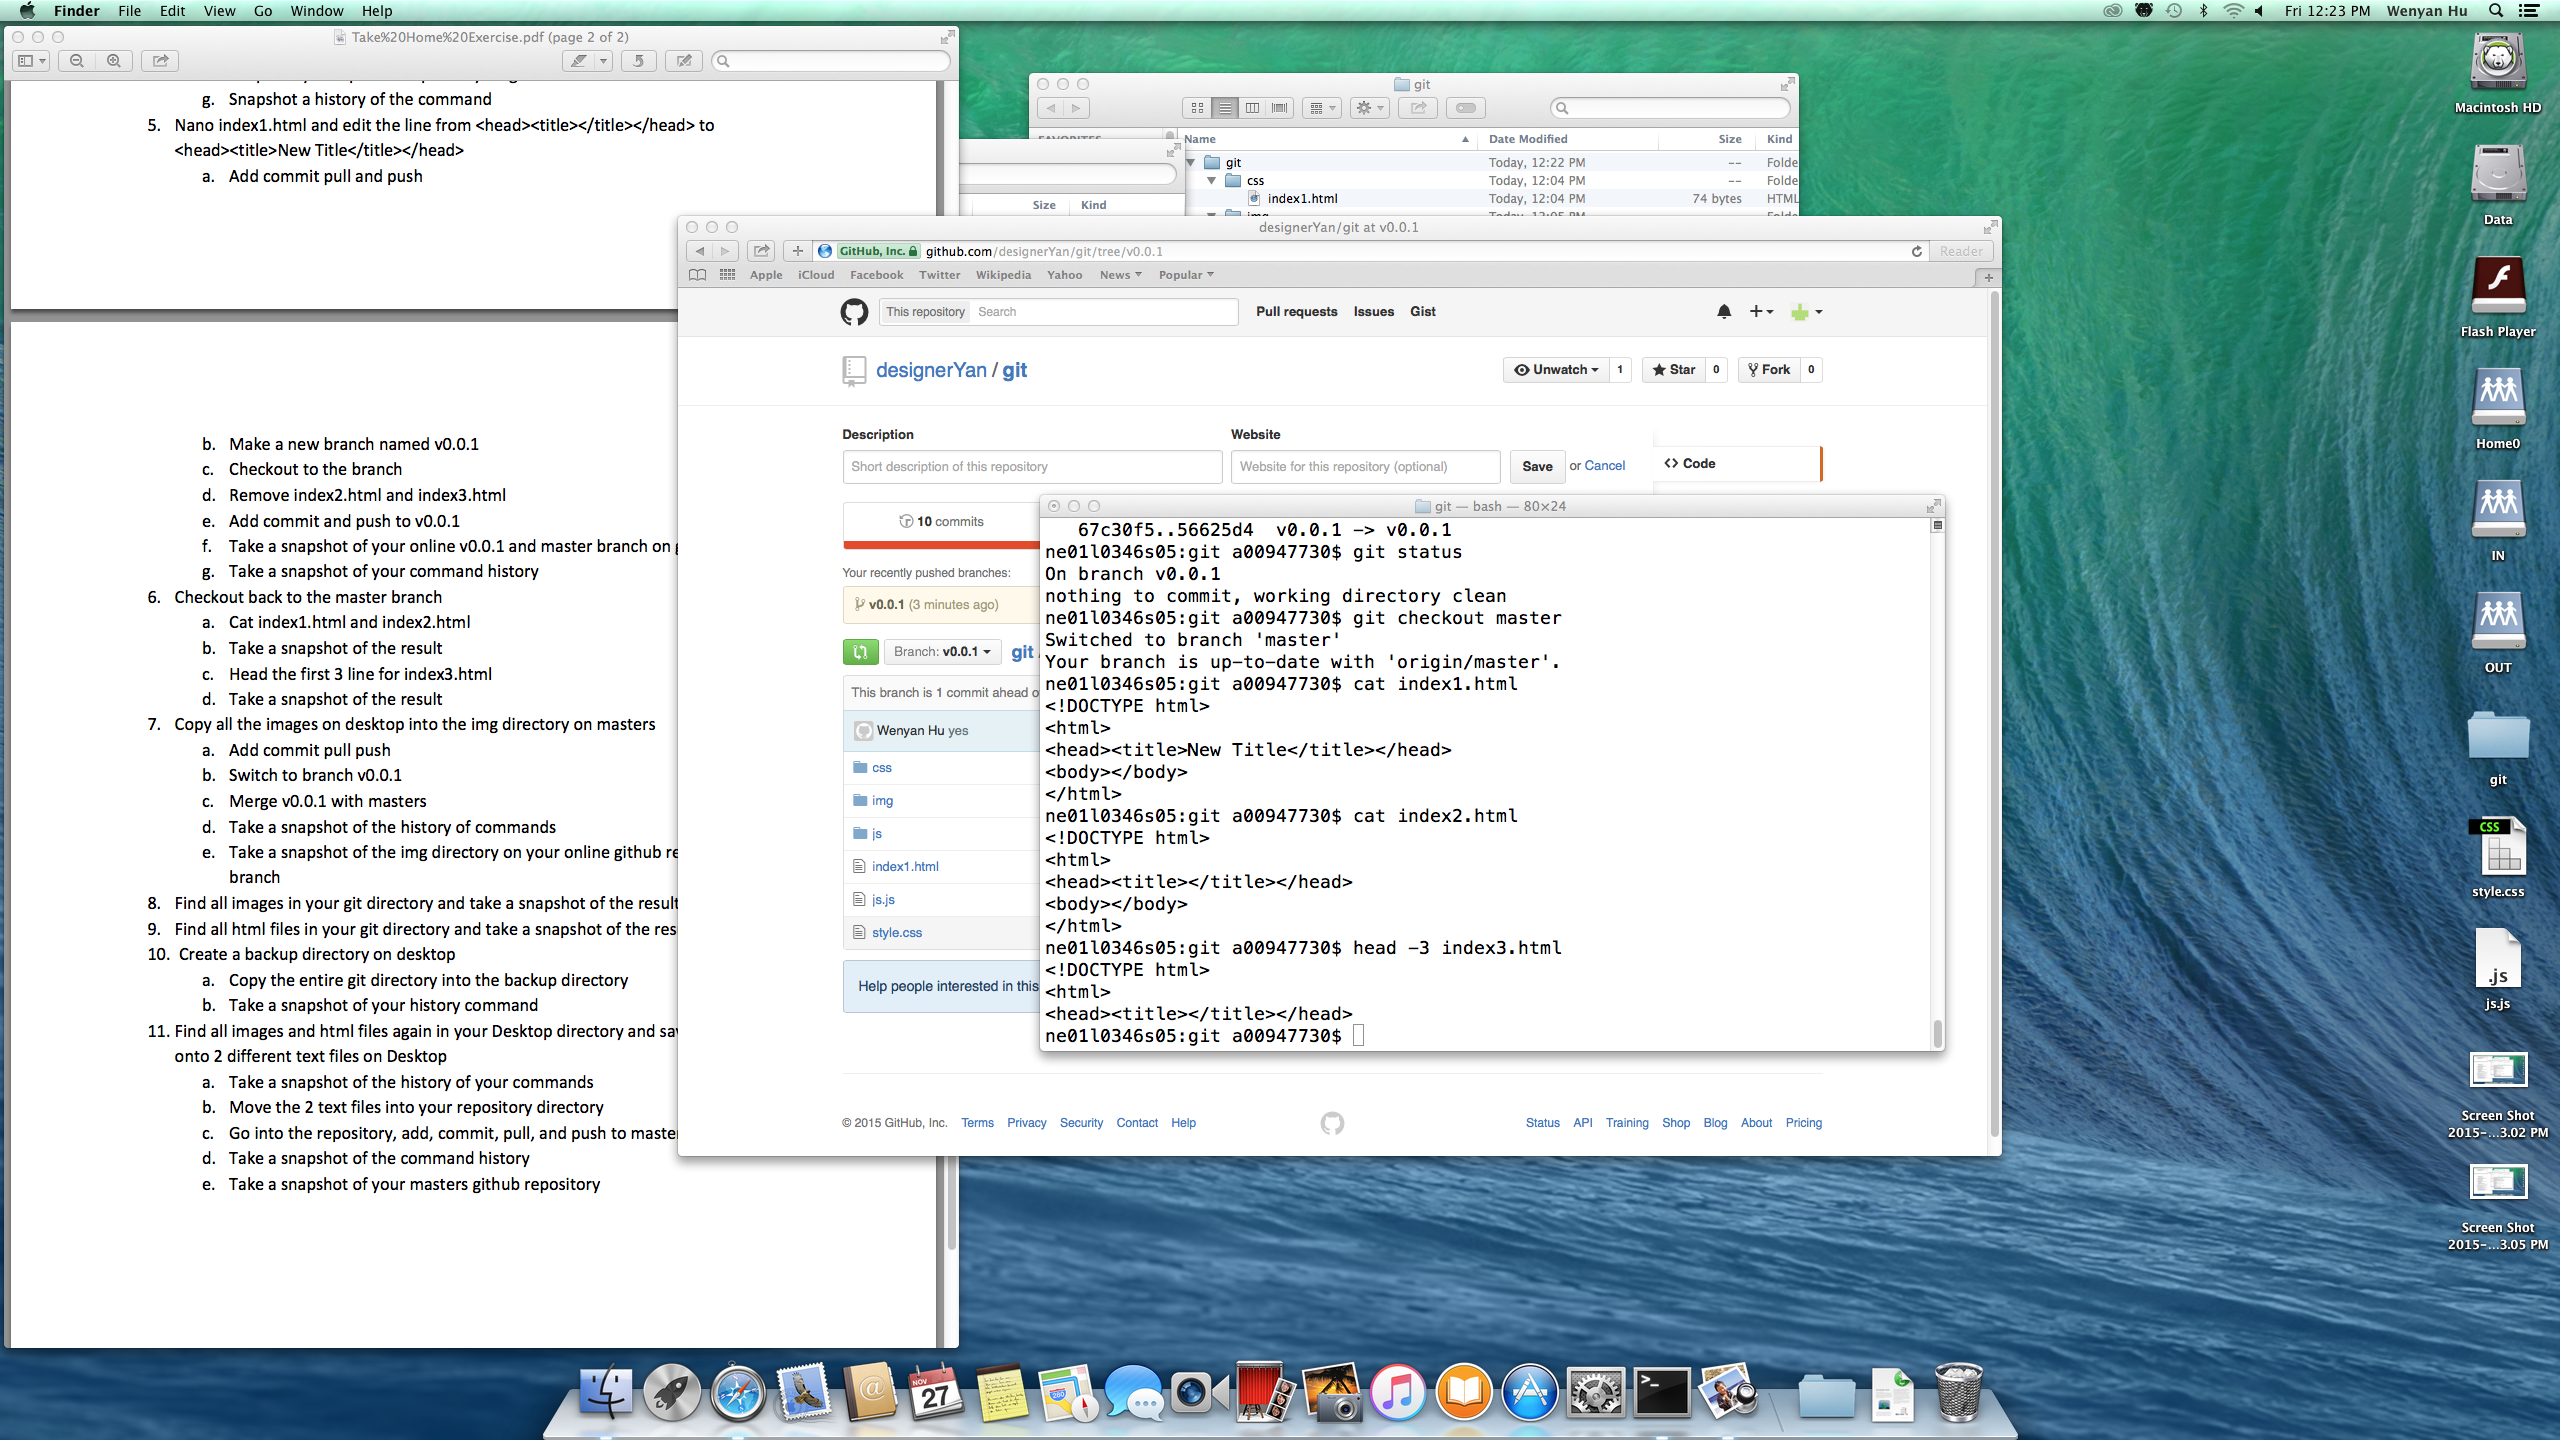 Finder File Edit View Go Window Help
Fri 12:23 PM Wenyan Hu
Take%20Home%20Exercise.pdf (page 2 of 2)
g. Snapshot a history of the command
5. Nano index1.html and edit the line from <head><title></title></head> to
<head><title>New Title</title></head>
a. Add commit pull and push
b. Make a new branch named v0.0.1
c. Checkout to the branch
d. Remove index2.html and index3.html
e. Add commit and push to v0.0.1
f. Take a snapshot of your online v0.0.1 and master branch on
g. Take a snapshot of your command history
6. Checkout back to the master branch
a. Cat index1.html and index2.html
b. Take a snapshot of the result
c. Head the first 3 line for index3.html
d. Take a snapshot of the result
7. Copy all the images on desktop into the img directory on masters
a. Add commit pull push
b. Switch to branch v0.0.1
c. Merge v0.0.1 with masters
d. Take a snapshot of the history of commands
e. Take a snapshot of the img directory on your online github re
branch
8. Find all images in your git directory and take a snapshot of the result
9. Find all html files in your git directory and take a snapshot of the res
10. Create a backup directory on desktop
a. Copy the entire git directory into the backup directory
b. Take a snapshot of your history command
11. Find all images and html files again in your Desktop directory and sa
onto 2 different text files on Desktop
a. Take a snapshot of the history of your commands
b. Move the 2 text files into your repository directory
c. Go into the repository, add, commit, pull, and push to master
d. Take a snapshot of the command history
e. Take a snapshot of your masters github repository
Size Kind
git
Name Date Modified Size Kind
git Today, 12:22 PM -- Folde
css Today, 12:04 PM -- Folde
index1.html Today, 12:04 PM 74 bytes HTML
designerYan/git at v0.0.1
GitHub, Inc. github.com/designerYan/git/tree/v0.0.1
Reader
Apple iCloud Facebook Twitter Wikipedia Yahoo News Popular
This repository Search Pull requests Issues Gist
designerYan / git
Unwatch 1 Star 0 Fork 0
Description Website
Short description of this repository Website for this repository (optional) Save or Cancel
<> Code
10 commits
Your recently pushed branches:
v0.0.1 (3 minutes ago)
Branch: v0.0.1 git
This branch is 1 commit ahead o
Wenyan Hu yes
css
img
js
index1.html
js.js
style.css
Help people interested in this
© 2015 GitHub, Inc. Terms Privacy Security Contact Help
Status API Training Shop Blog About Pricing
git — bash — 80×24
67c30f5..56625d4 v0.0.1 -> v0.0.1
ne01l0346s05:git a00947730$ git status
On branch v0.0.1
nothing to commit, working directory clean
ne01l0346s05:git a00947730$ git checkout master
Switched to branch 'master'
Your branch is up-to-date with 'origin/master'.
ne01l0346s05:git a00947730$ cat index1.html
<!DOCTYPE html>
<html>
<head><title>New Title</title></head>
<body></body>
</html>
ne01l0346s05:git a00947730$ cat index2.html
<!DOCTYPE html>
<html>
<head><title></title></head>
<body></body>
</html>
ne01l0346s05:git a00947730$ head -3 index3.html
<!DOCTYPE html>
<html>
<head><title></title></head>
ne01l0346s05:git a00947730$
Macintosh HD
Data
Flash Player
Home0
IN
OUT
git
CSS
style.css
.js
js.js
Screen Shot
2015-...3.02 PM
Screen Shot
2015-...3.05 PM
NOV
27